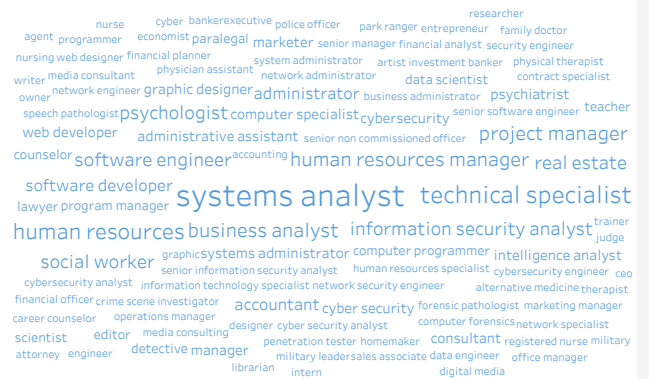 researcher
nurse cyber bankerexecutive police officer park ranger entrepreneur family doctor
agent programmer economist paralegal marketer senior manager financial analyst security engineer
nursing web designer financial planner system administrator artist investment banker physical therapist
writer media consultant physician assistant network administrator data scientist contract specialist
owner network engineer graphic designer administrator business administrator psychiatrist
speech pathologist psychologist computer specialist cybersecurity senior software engineer teacher
web developer administrative assistant senior non commissioned officer project manager
counselor software engineer accounting human resources manager real estate
software developer systems analyst technical specialist
lawyer program manager
human resources business analyst information security analyst trainer
judge
social worker graphic systems administrator computer programmer intelligence analyst
senior information security analyst human resources specialist cybersecurity engineer ceo
cybersecurity analyst information technology specialist network security engineer alternative medicine therapist
financial officer crime scene investigator accountant cyber security forensic pathologist marketing manager
career counselor operations manager designer cyber security analyst computer forensics network specialist
scientist editor media consulting penetration tester homemaker consultant registered nurse military
attorney engineer detective manager military leader sales associate data engineer office manager
librarian intern digital media